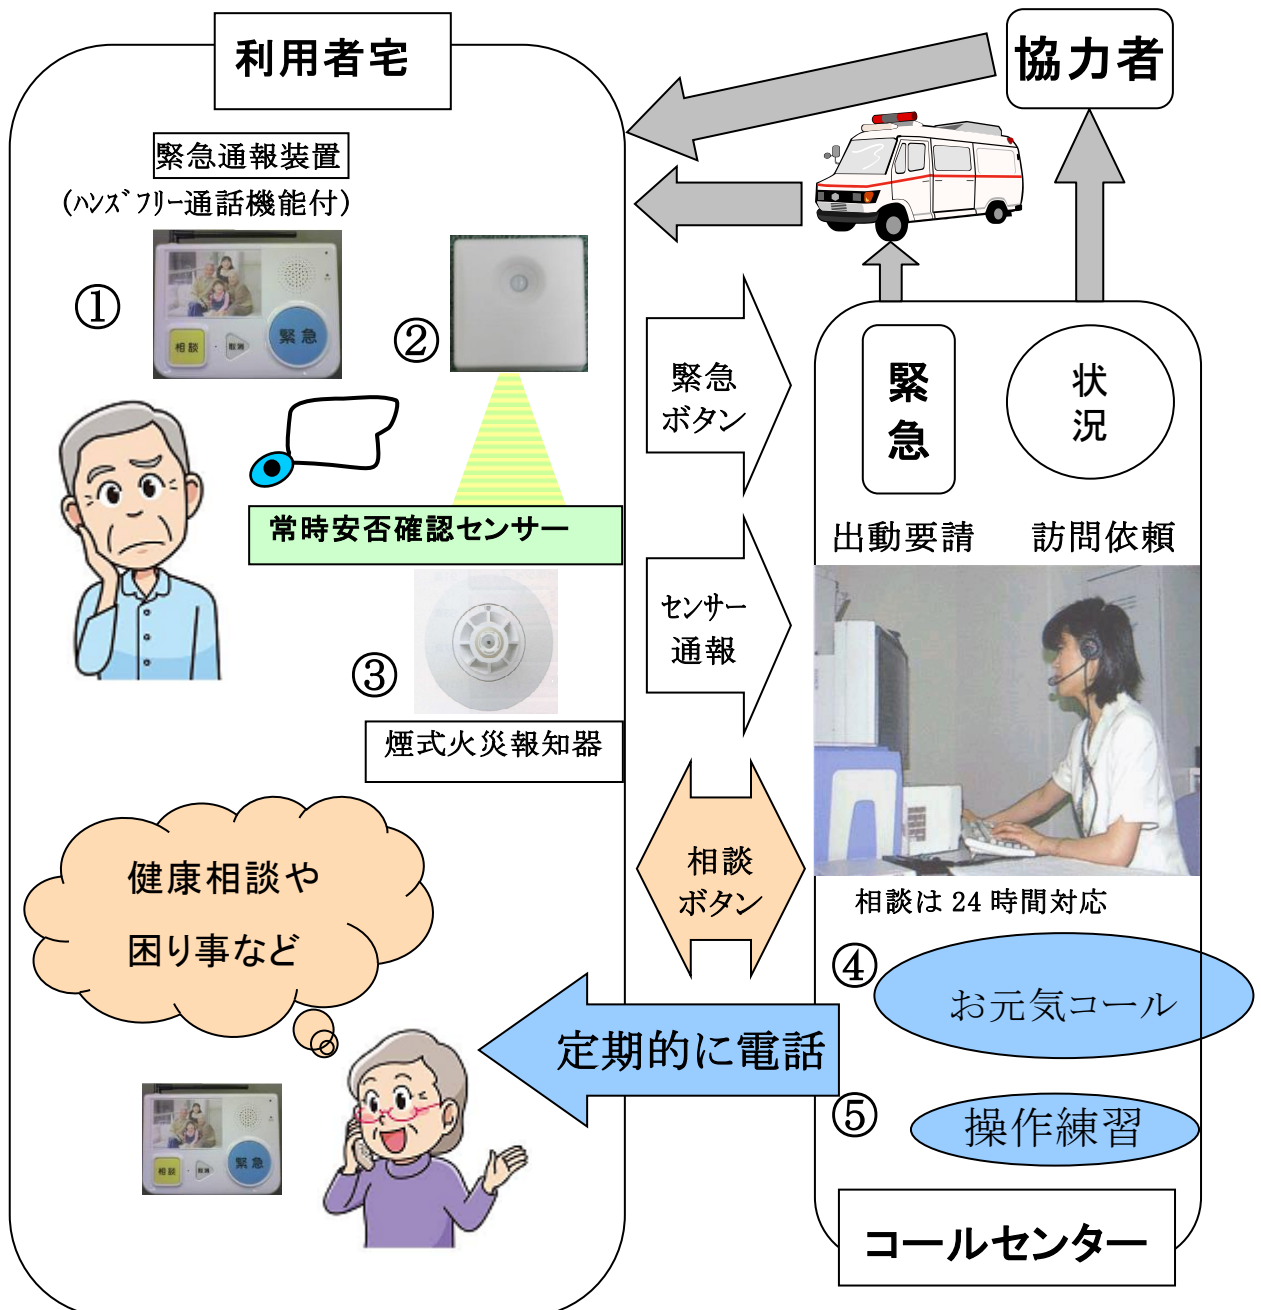 利用者宅
協力者
緊急通報装置
(ﾊﾝｽﾞﾌﾘｰ通話機能付)
①
相談
取消
緊急
②
常時安否確認センサー
③
煙式火災報知器
健康相談や
困り事など
相談
取消
緊急
緊急
ボタン
センサー
通報
相談
ボタン
定期的に電話
緊
急
状
況
出動要請
訪問依頼
相談は 24 時間対応
④
お元気コール
⑤
操作練習
コールセンター